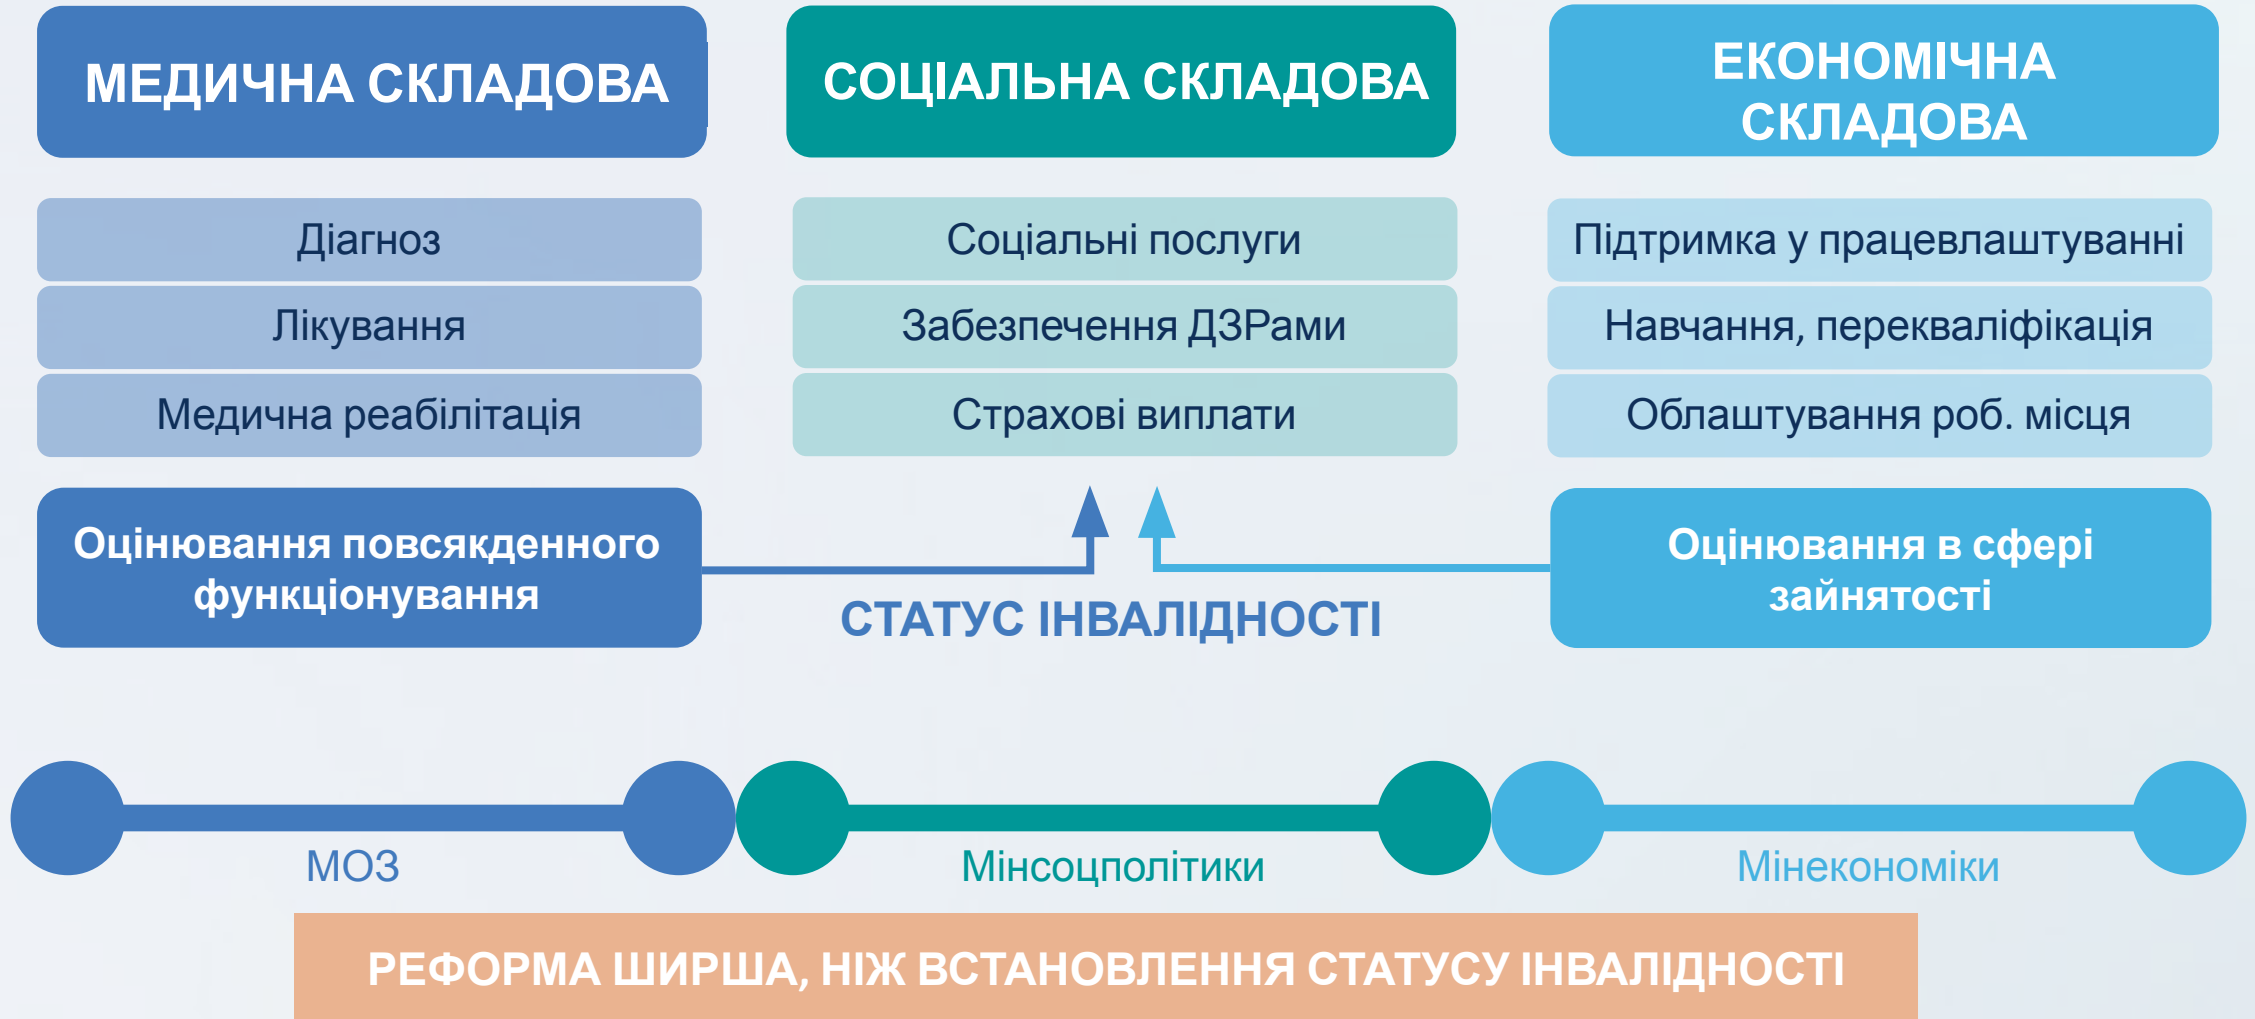 МЕДИЧНА СКЛАДОВА
Діагноз
Лікування
Медична реабілітація
Оцінювання повсякденного
функціонування
СОЦІАЛЬНА СКЛАДОВА
Соціальні послуги
Забезпечення ДЗРами
Страхові виплати
СТАТУС ІНВАЛІДНОСТІ
ЕКОНОМІЧНА
СКЛАДОВА
Підтримка у працевлаштуванні
Навчання, перекваліфікація
Облаштування роб. місця
Оцінювання в сфері
зайнятості
МОЗ
Мінсоцполітики
Мінекономіки
РЕФОРМА ШИРША, НІЖ ВСТАНОВЛЕННЯ СТАТУСУ ІНВАЛІДНОСТІ